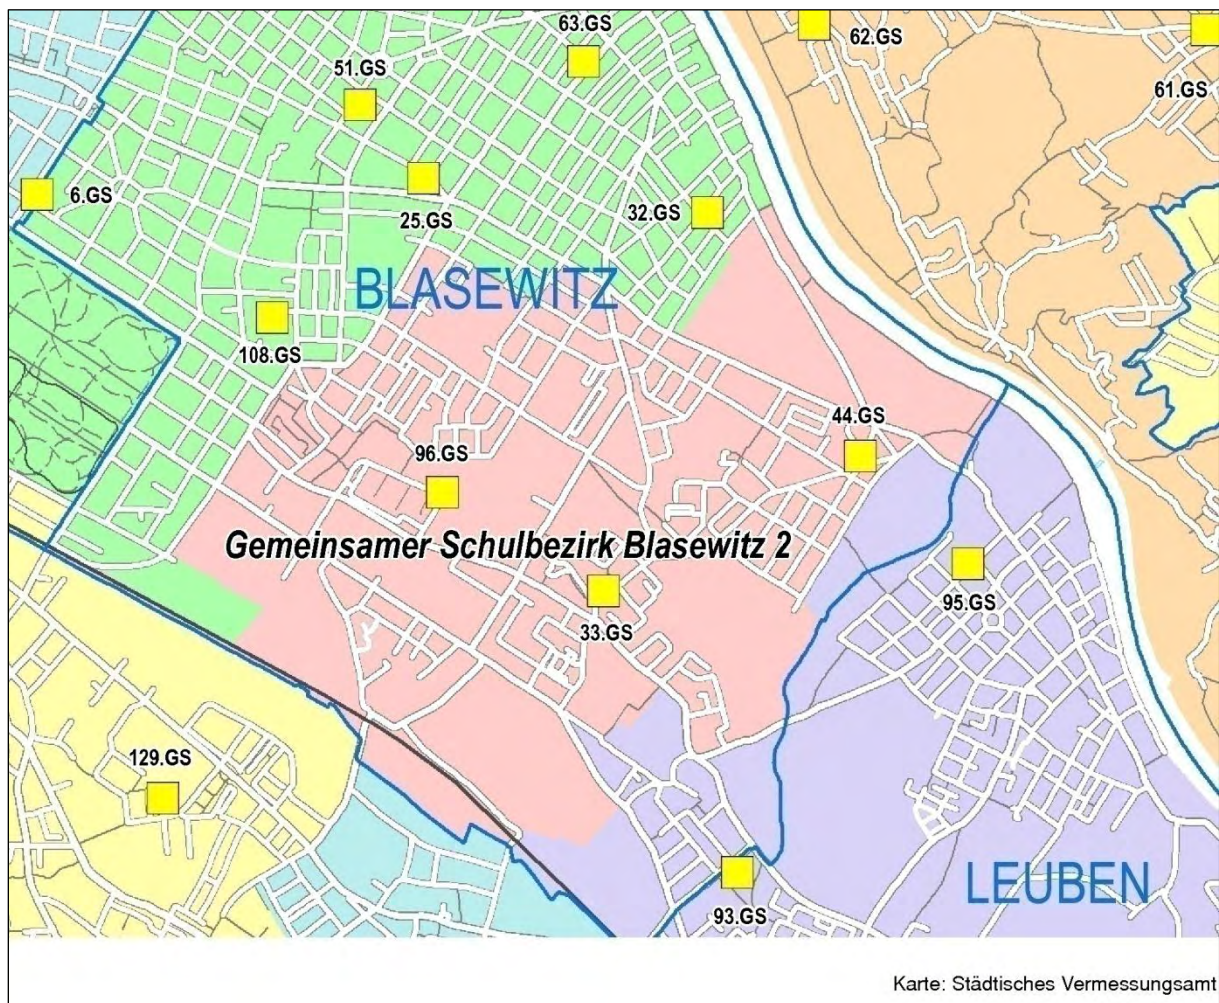 63.GS
62.GS
51.GS
61.GS
6.GS
25.GS
32.GS
BLASEWITZ
108.GS
44.GS
96.GS
Gemeinsamer Schulbezirk Blasewitz 2
95.GS
33.GS
129.GS
LEUBEN
93.GS
Karte: Städtisches Vermessungsamt